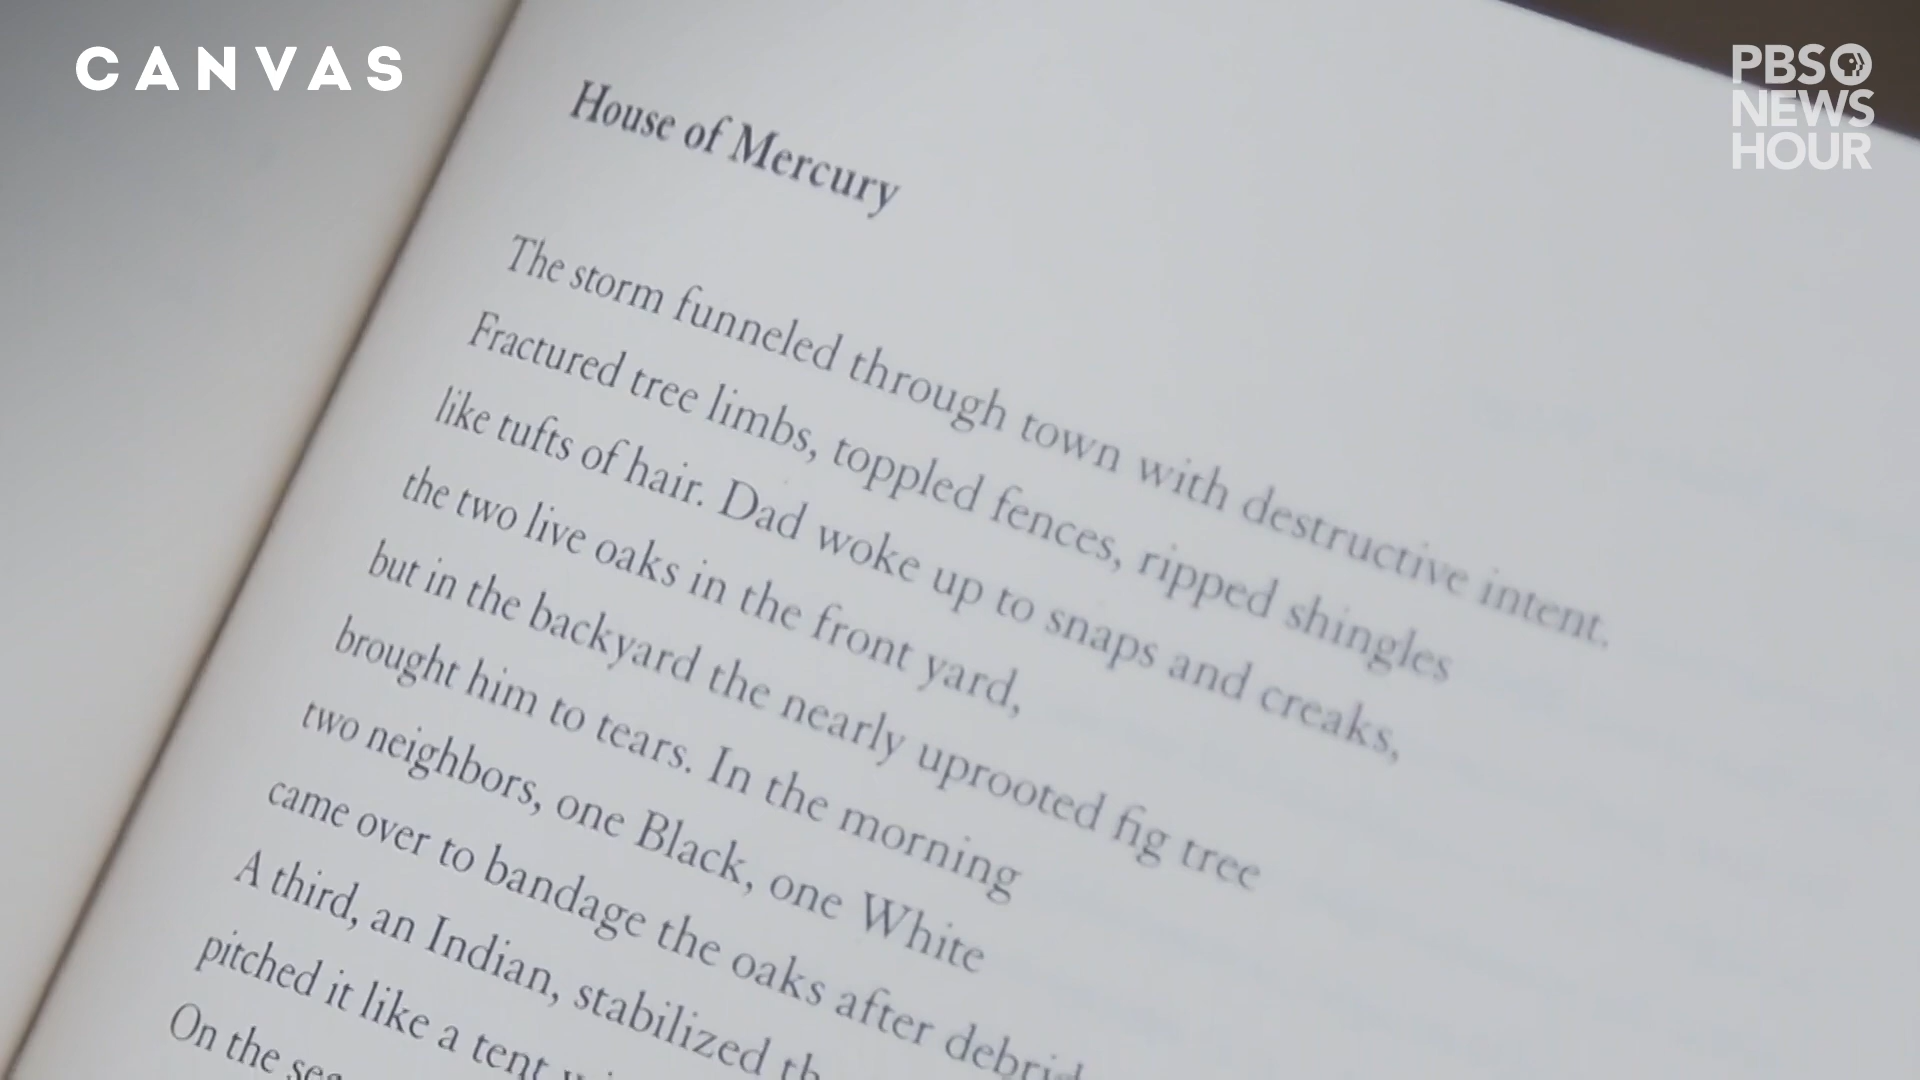 CANVAS
PBS
NEWS
HOUR
House of Mercury
The storm funneled through town with destructive intent.
Fractured tree limbs, toppled fences, ripped shingles
like tufts of hair. Dad woke up to snaps and creaks,
the two live oaks in the front yard,
but in the backyard the nearly uprooted fig tree
brought him to tears. In the morning
two neighbors, one Black, one White
came over to bandage the oaks after
A third, an Indian, stabilized
pitched it like a tent
On the